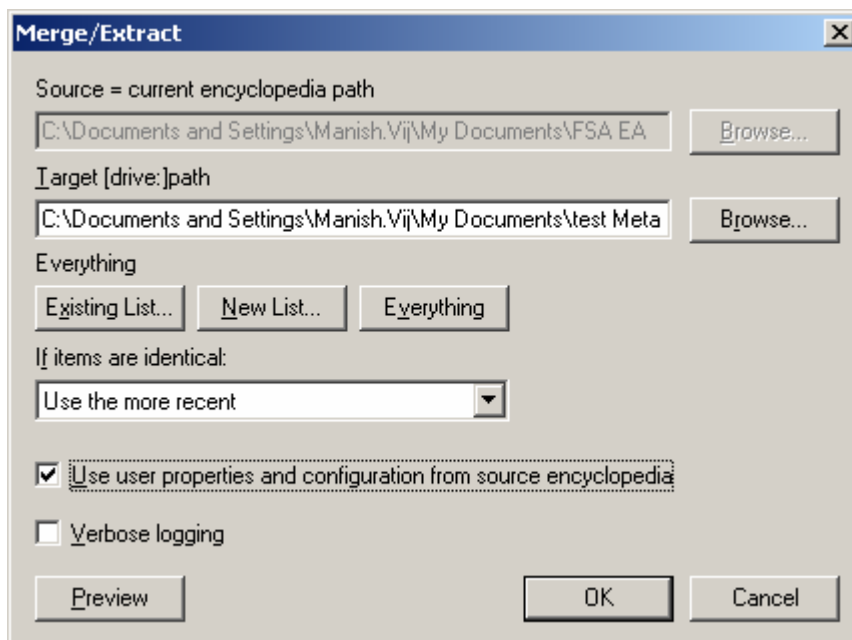 Merge/Extract
Source = current encyclopedia path
C:\Documents and Settings\Manish.Vij\My Documents\FSA EA
Browse...
Target [drive:]path
C:\Documents and Settings\Manish.Vij\My Documents\test Meta
Browse...
Everything
Existing List... New List... Everything
If items are identical:
Use the more recent
Use user properties and configuration from source encyclopedia
Verbose logging
Preview OK Cancel